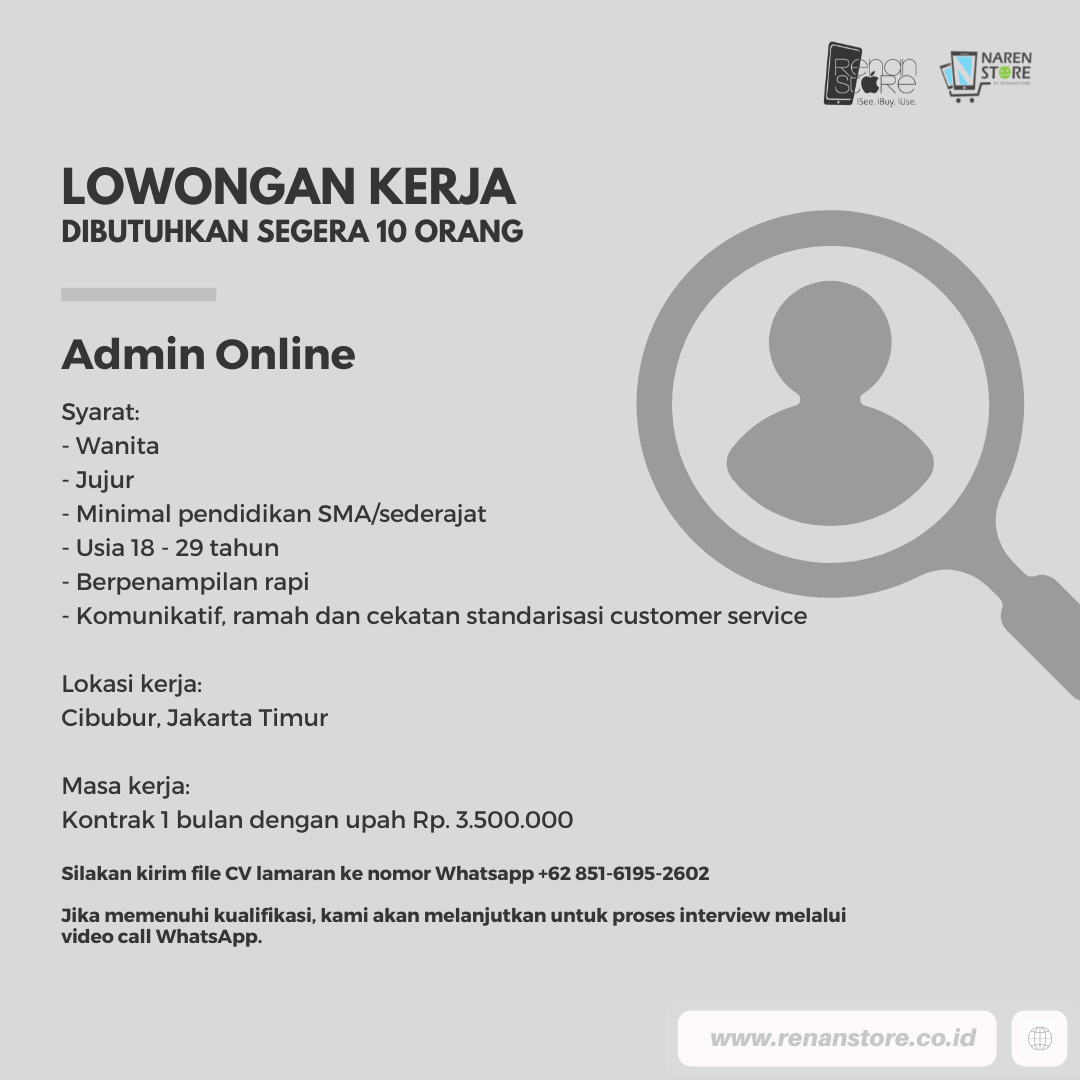 Renan
Store
iSee. iBuy. iUse.
NAREN
STORE
BY RENANSTORE
LOWONGAN KERJA
DIBUTUHKAN SEGERA 10 ORANG
Admin Online
Syarat:
- Wanita
- Jujur
- Minimal pendidikan SMA/sederajat
- Usia 18 - 29 tahun
- Berpenampilan rapi
- Komunikatif, ramah dan cekatan standarisasi customer service
Lokasi kerja:
Cibubur, Jakarta Timur
Masa kerja:
Kontrak 1 bulan dengan upah Rp. 3.500.000
Silakan kirim file CV lamaran ke nomor Whatsapp +62 851-6195-2602
Jika memenuhi kualifikasi, kami akan melanjutkan untuk proses interview melalui
video call WhatsApp.
www.renanstore.co.id